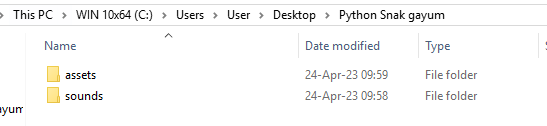 This PC > WIN 10x64 (C:) > Users > User > Desktop > Python Snak gayum
Name Date modified Type
assets 24-Apr-23 09:59 File folder
sounds 24-Apr-23 09:58 File folder